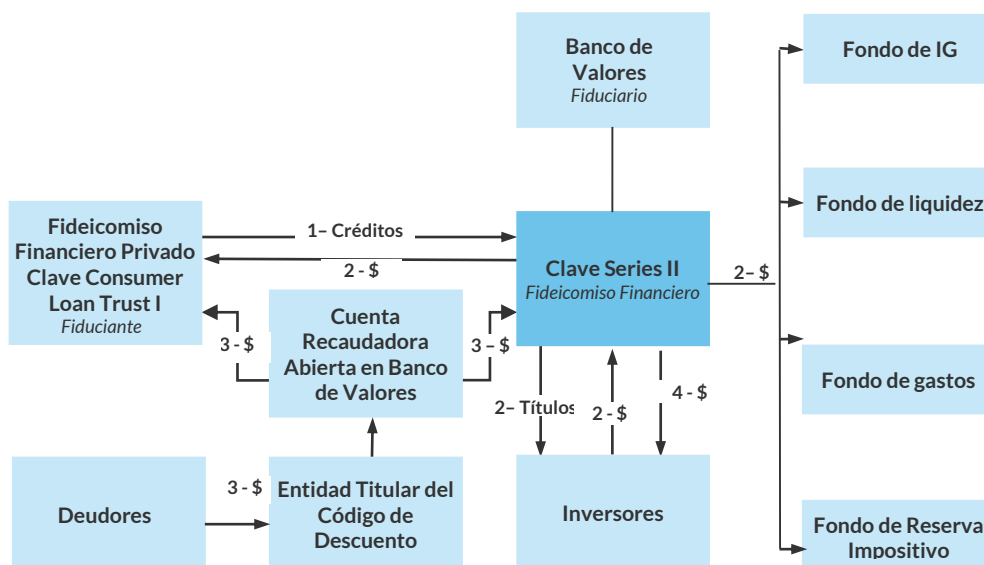 Banco de
Valores
Fiduciario
Fondo de IG
Fondo de liquidez
Fideicomiso
Financiero Privado
Clave Consumer
Loan Trust I
Fiduciante
1– Créditos
2 - $
Clave Series II
Fideicomiso Financiero
2– $
3 - $
Cuenta
Recaudadora
Abierta en Banco
de Valores
3 – $
Fondo de gastos
2– Títulos
2 – $
4 - $
Deudores
3 - $
Entidad Titular del
Código de
Descuento
Inversores
Fondo de Reserva
Impositivo